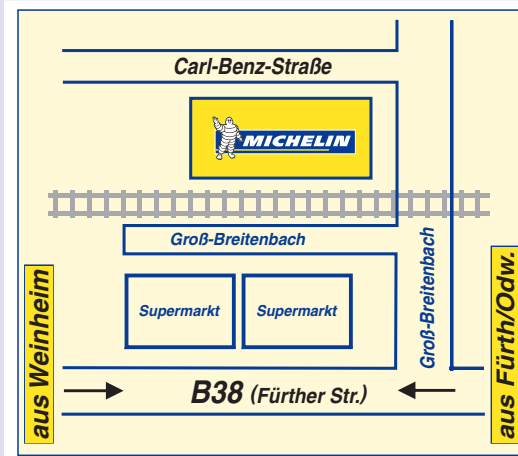 Carl-Benz-Straße
MICHELIN
Groß-Breitenbach
Groß-Breitenbach
Supermarkt
Supermarkt
aus Weinheim
aus Fürth/Odw.
B38 (Fürther Str.)